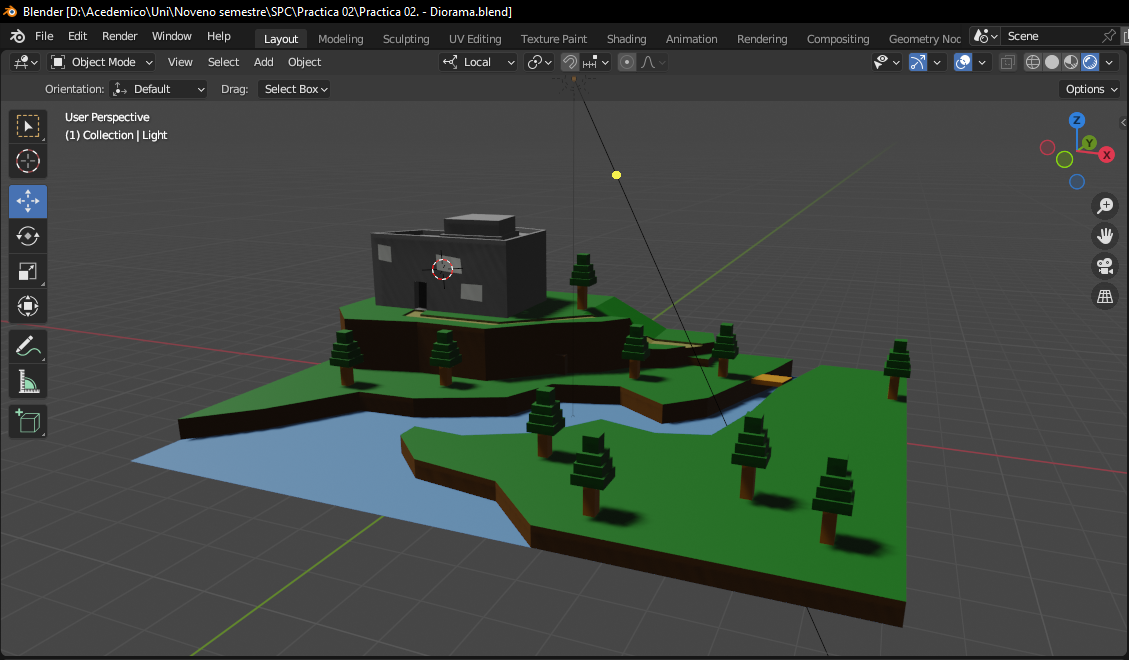 Blender [D:\Acedemico\Uni\Noveno semestre\SPC\Practica 02\Practica 02. - Diorama.blend]
File Edit Render Window Help Layout Modeling Sculpting UV Editing Texture Paint Shading Animation Rendering Compositing Geometry Noc Scene
Object Mode View Select Add Object Local
Orientation: Default Drag: Select Box Options
User Perspective
(1) Collection | Light
Z
Y
X